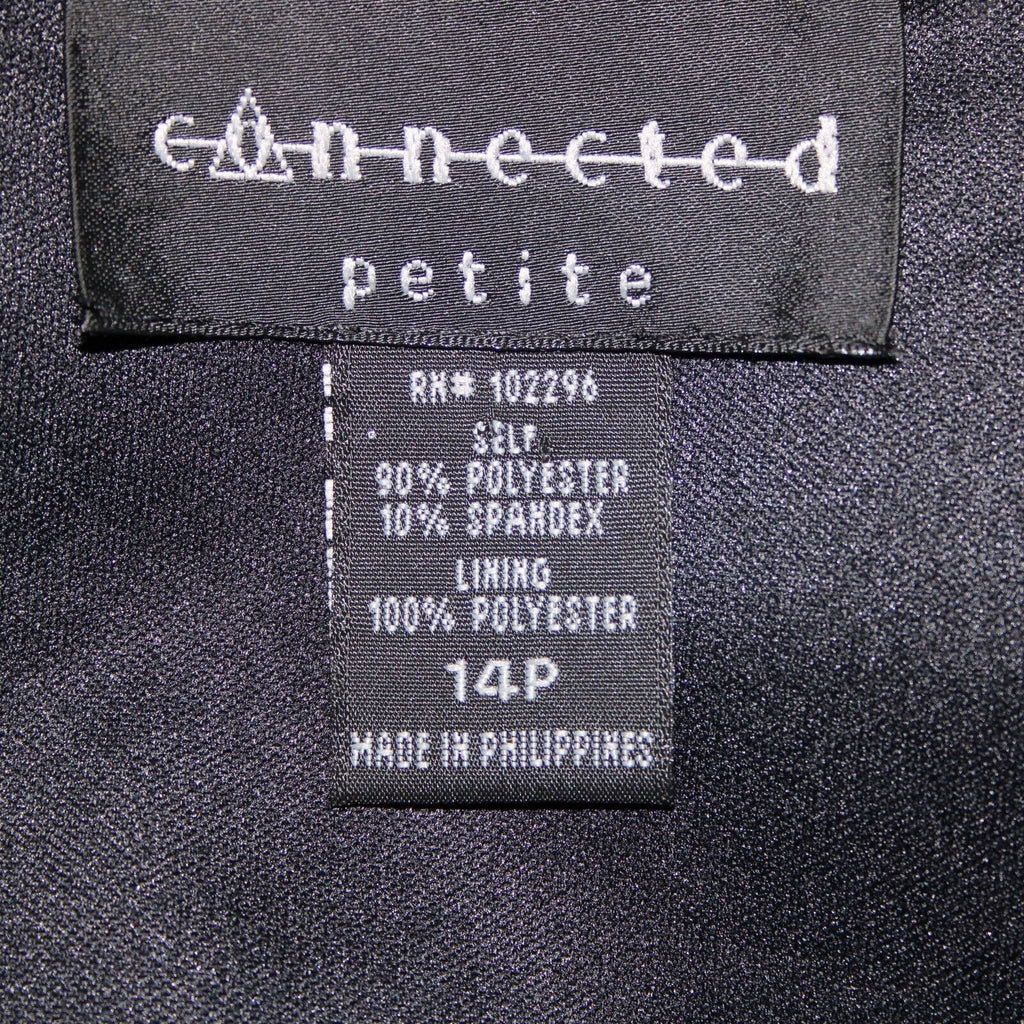 connected
petite
RN# 102296
SELF
90% POLYESTER
10% SPANDEX
LINING
100% POLYESTER
14P
MADE IN PHILIPPINES